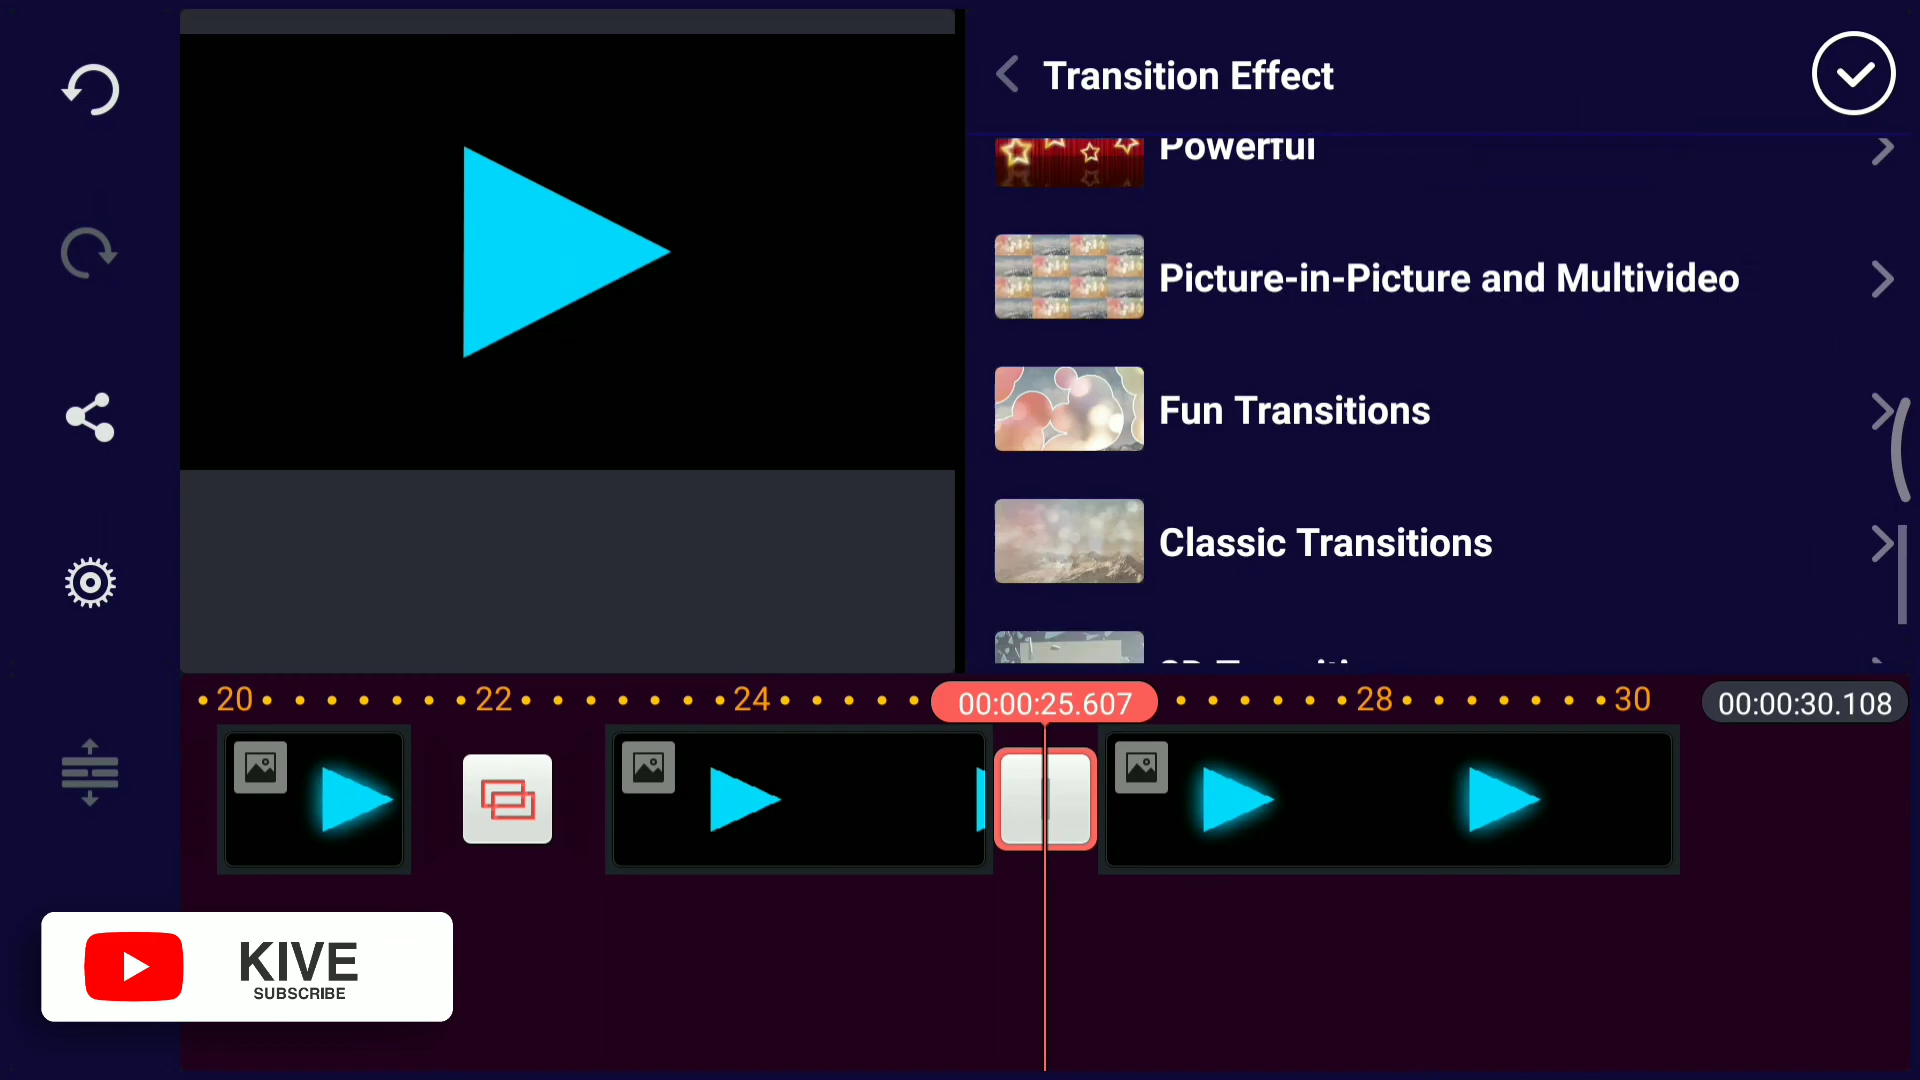 Transition Effect
Powerful
Picture-in-Picture and Multivideo
Fun Transitions
Classic Transitions
20 22 24 00:00:25.607 28 30 00:00:30.108
KIVE
SUBSCRIBE